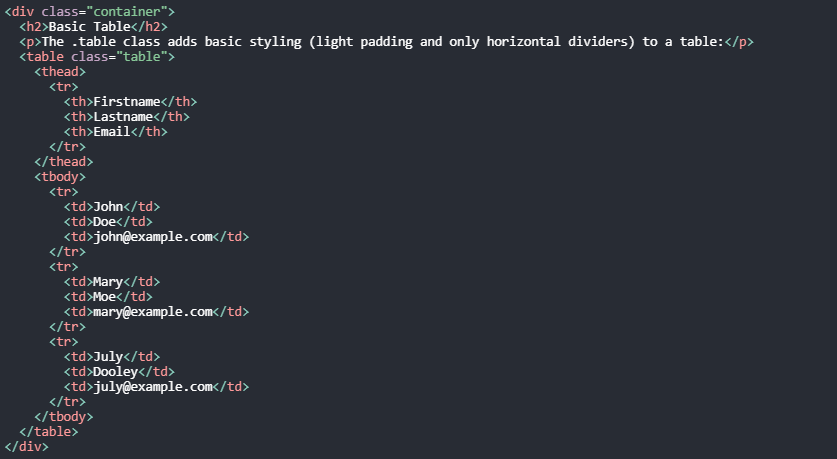 <div class="container">
<h2>Basic Table</h2>
<p>The .table class adds basic styling (light padding and only horizontal dividers) to a table:</p>
<table class="table">
<thead>
<tr>
<th>Firstname</th>
<th>Lastname</th>
<th>Email</th>
</tr>
</thead>
<tbody>
<tr>
<td>John</td>
<td>Doe</td>
<td>john@example.com</td>
</tr>
<tr>
<td>Mary</td>
<td>Moe</td>
<td>mary@example.com</td>
</tr>
<tr>
<td>July</td>
<td>Dooley</td>
<td>july@example.com</td>
</tr>
</tbody>
</table>
</div>